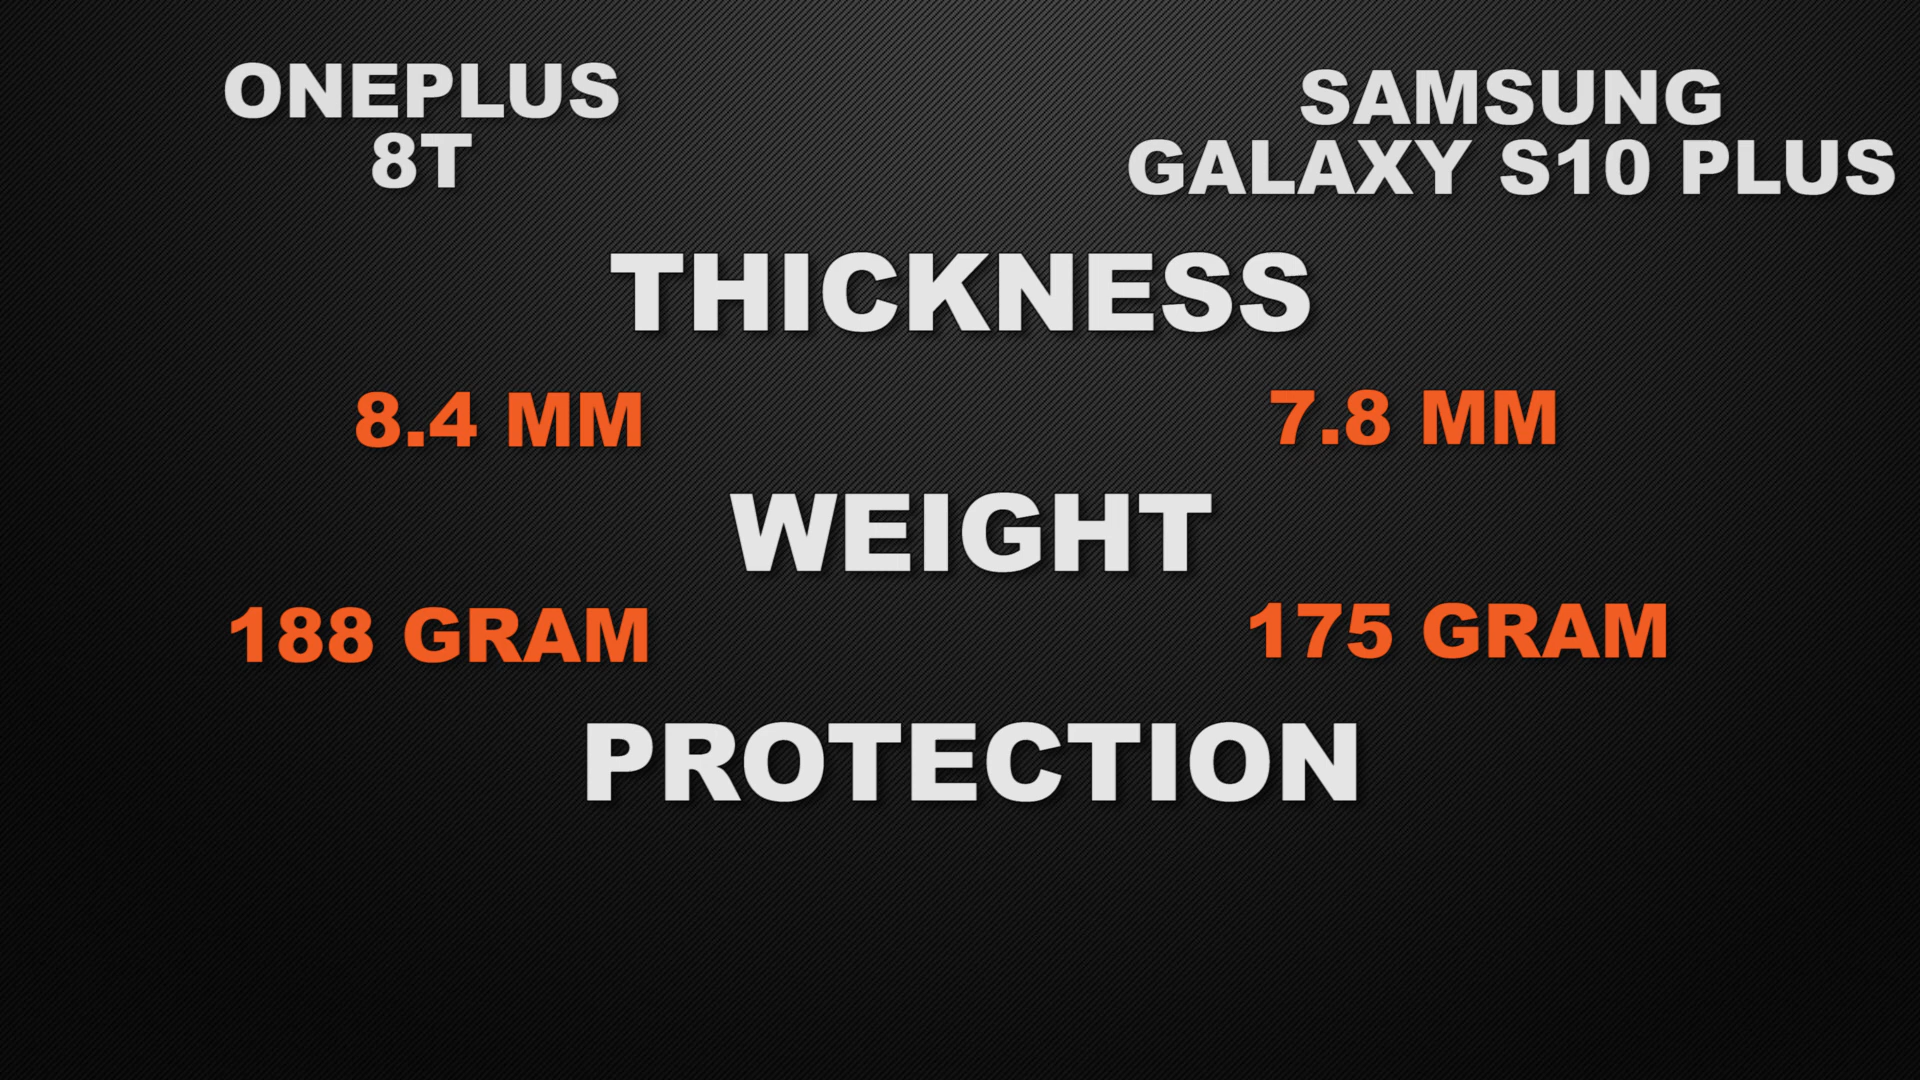 ONEPLUS
8T
SAMSUNG
GALAXY S10 PLUS
THICKNESS
8.4 MM
7.8 MM
WEIGHT
188 GRAM
175 GRAM
PROTECTION